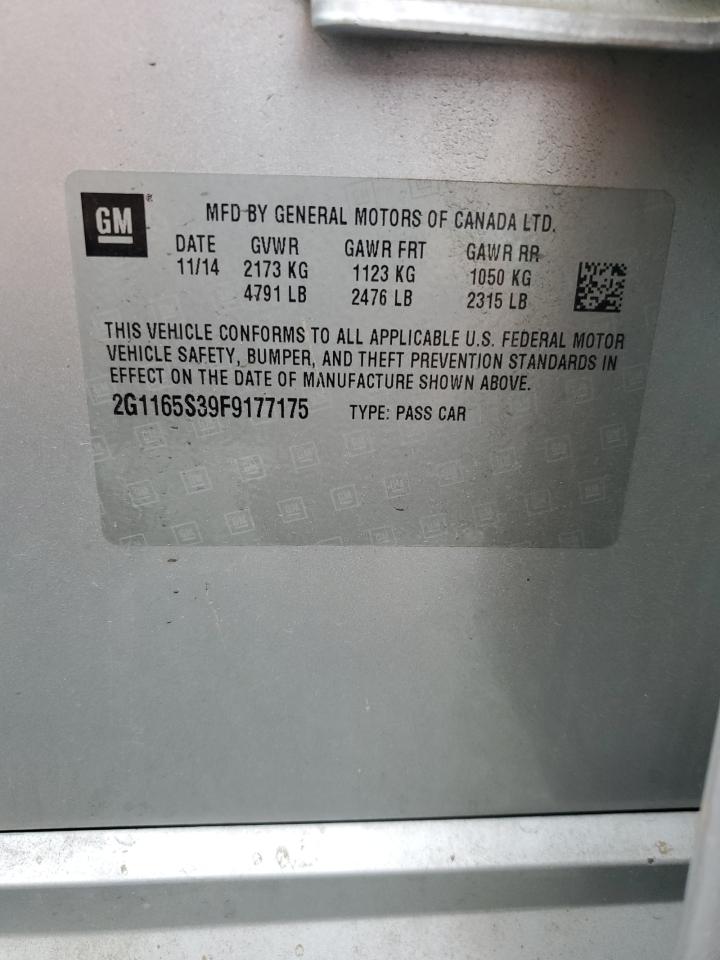 GM
MFD BY GENERAL MOTORS OF CANADA LTD.
DATE GVWR GAWR FRT GAWR RR
11/14 2173 KG 1123 KG 1050 KG
4791 LB 2476 LB 2315 LB
THIS VEHICLE CONFORMS TO ALL APPLICABLE U.S. FEDERAL MOTOR
VEHICLE SAFETY, BUMPER, AND THEFT PREVENTION STANDARDS IN
EFFECT ON THE DATE OF MANUFACTURE SHOWN ABOVE.
2G1165S39F9177175 TYPE: PASS CAR